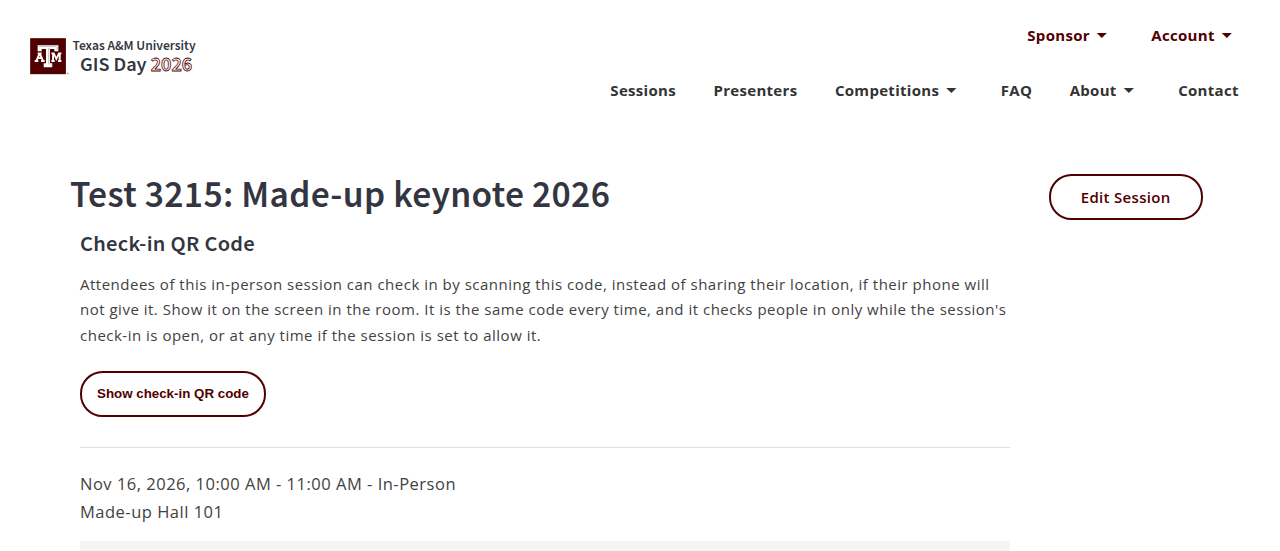 Sponsor Account
Texas A&M University
GIS Day 2026
ATM
Sessions Presenters Competitions FAQ About Contact
Test 3215: Made-up keynote 2026
Edit Session
Check-in QR Code
Attendees of this in-person session can check in by scanning this code, instead of sharing their location, if their phone will
not give it. Show it on the screen in the room. It is the same code every time, and it checks people in only while the session's
check-in is open, or at any time if the session is set to allow it.
Show check-in QR code
Nov 16, 2026, 10:00 AM - 11:00 AM - In-Person
Made-up Hall 101